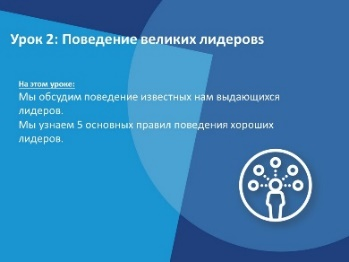 Урок 2: Поведение великих лидеровs
На этом уроке:
Мы обсудим поведение известных нам выдающихся
лидеров.
Мы узнаем 5 основных правил поведения хороших
лидеров.